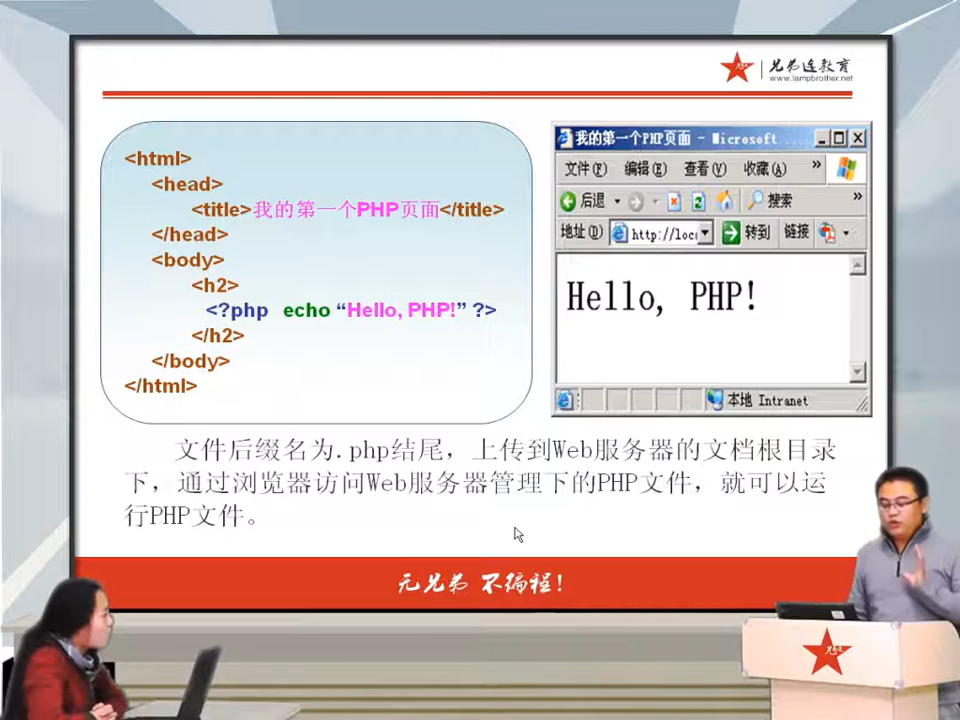 兄弟连教育
www.lampbrother.net
<html>
<head>
<title>我的第一个PHP页面</title>
</head>
<body>
<h2>
<?php echo “Hello, PHP!” ?>
</h2>
</body>
</html>
我的第一个PHP页面 - Microsoft
文件(F) 编辑(E) 查看(V) 收藏(A) »
后退 搜索 »
地址(D) http://loca 转到 链接
Hello, PHP!
本地 Intranet
文件后缀名为.php结尾，上传到Web服务器的文档根目录
下，通过浏览器访问Web服务器管理下的PHP文件，就可以运
行PHP文件。
无兄弟 不编程!